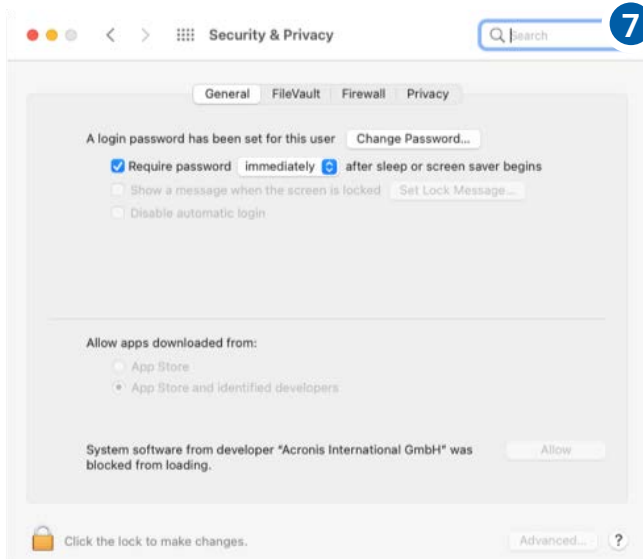 7
Security & Privacy
Search
General FileVault Firewall Privacy
A login password has been set for this user Change Password...
Require password immediately after sleep or screen saver begins
Show a message when the screen is locked Set Lock Message...
Disable automatic login
Allow apps downloaded from:
App Store
App Store and identified developers
System software from developer "Acronis International GmbH" was
blocked from loading.
Allow
Click the lock to make changes.
Advanced... ?